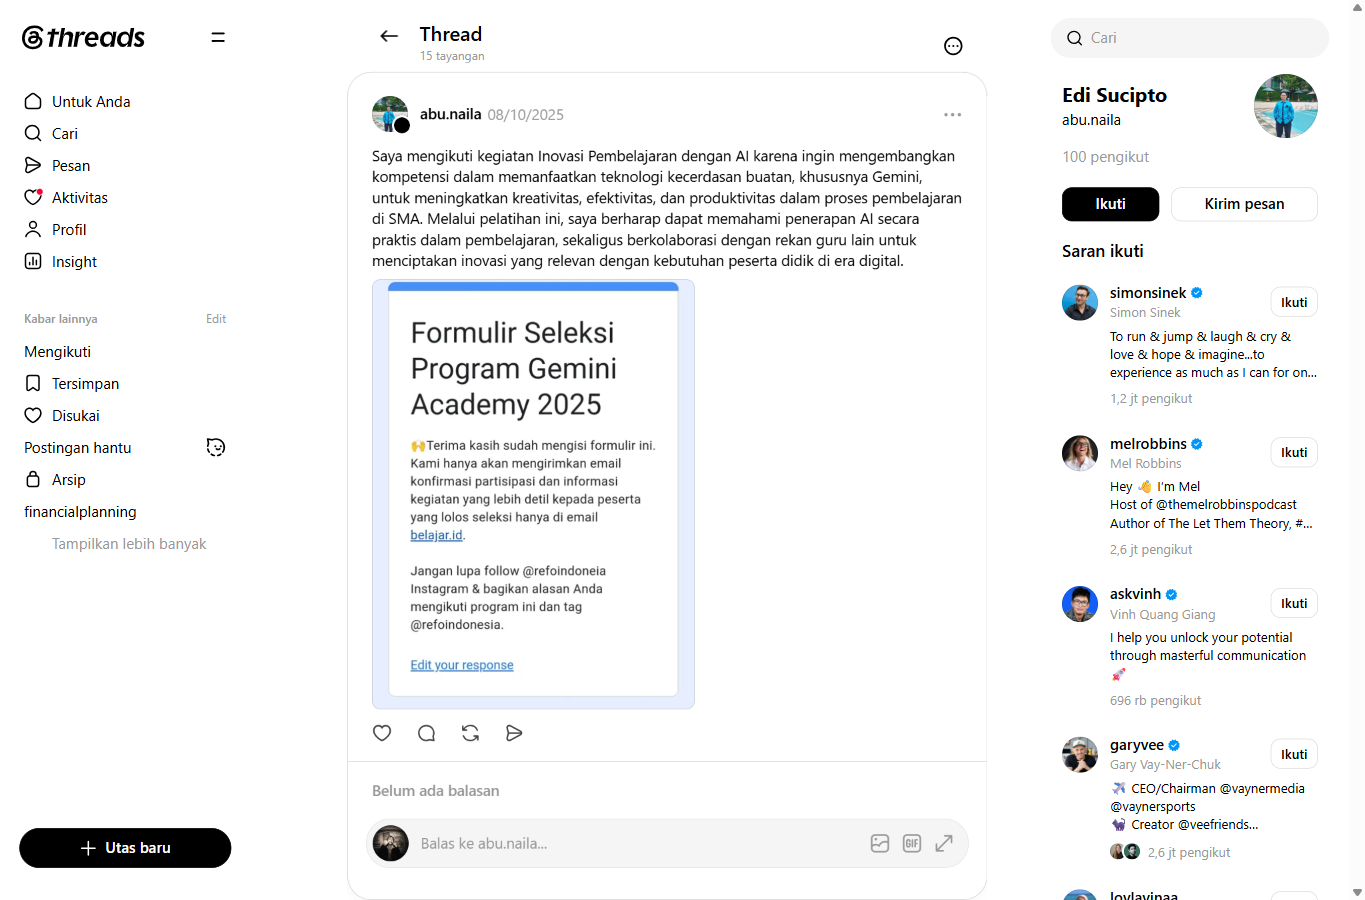 threads
Untuk Anda
Cari
Pesan
Aktivitas
Profil
Insight
Kabar lainnya
Edit
Mengikuti
Tersimpan
Disukai
Postingan hantu
Arsip
financialplanning
Tampilkan lebih banyak
Utas baru
Thread
15 tayangan
abu.naila 08/10/2025
Saya mengikuti kegiatan Inovasi Pembelajaran dengan AI karena ingin mengembangkan
kompetensi dalam memanfaatkan teknologi kecerdasan buatan, khususnya Gemini,
untuk meningkatkan kreativitas, efektivitas, dan produktivitas dalam proses pembelajaran
di SMA. Melalui pelatihan ini, saya berharap dapat memahami penerapan AI secara
praktis dalam pembelajaran, sekaligus berkolaborasi dengan rekan guru lain untuk
menciptakan inovasi yang relevan dengan kebutuhan peserta didik di era digital.
Formulir Seleksi
Program Gemini
Academy 2025
🙌Terima kasih sudah mengisi formulir ini.
Kami hanya akan mengirimkan email
konfirmasi partisipasi dan informasi
kegiatan yang lebih detil kepada peserta
yang lolos seleksi hanya di email
belajar.id.
Jangan lupa follow @refoindoneia
Instagram & bagikan alasan Anda
mengikuti program ini dan tag
@refoindonesia.
Edit your response
Belum ada balasan
Balas ke abu.naila...
GIF
Cari
Edi Sucipto
abu.naila
100 pengikut
Ikuti
Kirim pesan
Saran ikuti
simonsinek
Simon Sinek
Ikuti
To run & jump & laugh & cry &
love & hope & imagine...to
experience as much as I can for on...
1,2 jt pengikut
melrobbins
Mel Robbins
Ikuti
Hey 👋 I'm Mel
Host of @themelrobbinspodcast
Author of The Let Them Theory, #...
2,6 jt pengikut
askvinh
Vinh Quang Giang
Ikuti
I help you unlock your potential
through masterful communication
🚀
696 rb pengikut
garyvee
Gary Vay-Ner-Chuk
Ikuti
✈️ CEO/Chairman @vaynermedia
@vaynersports
🐈‍⬛ Creator @veefriends...
2,6 jt pengikut